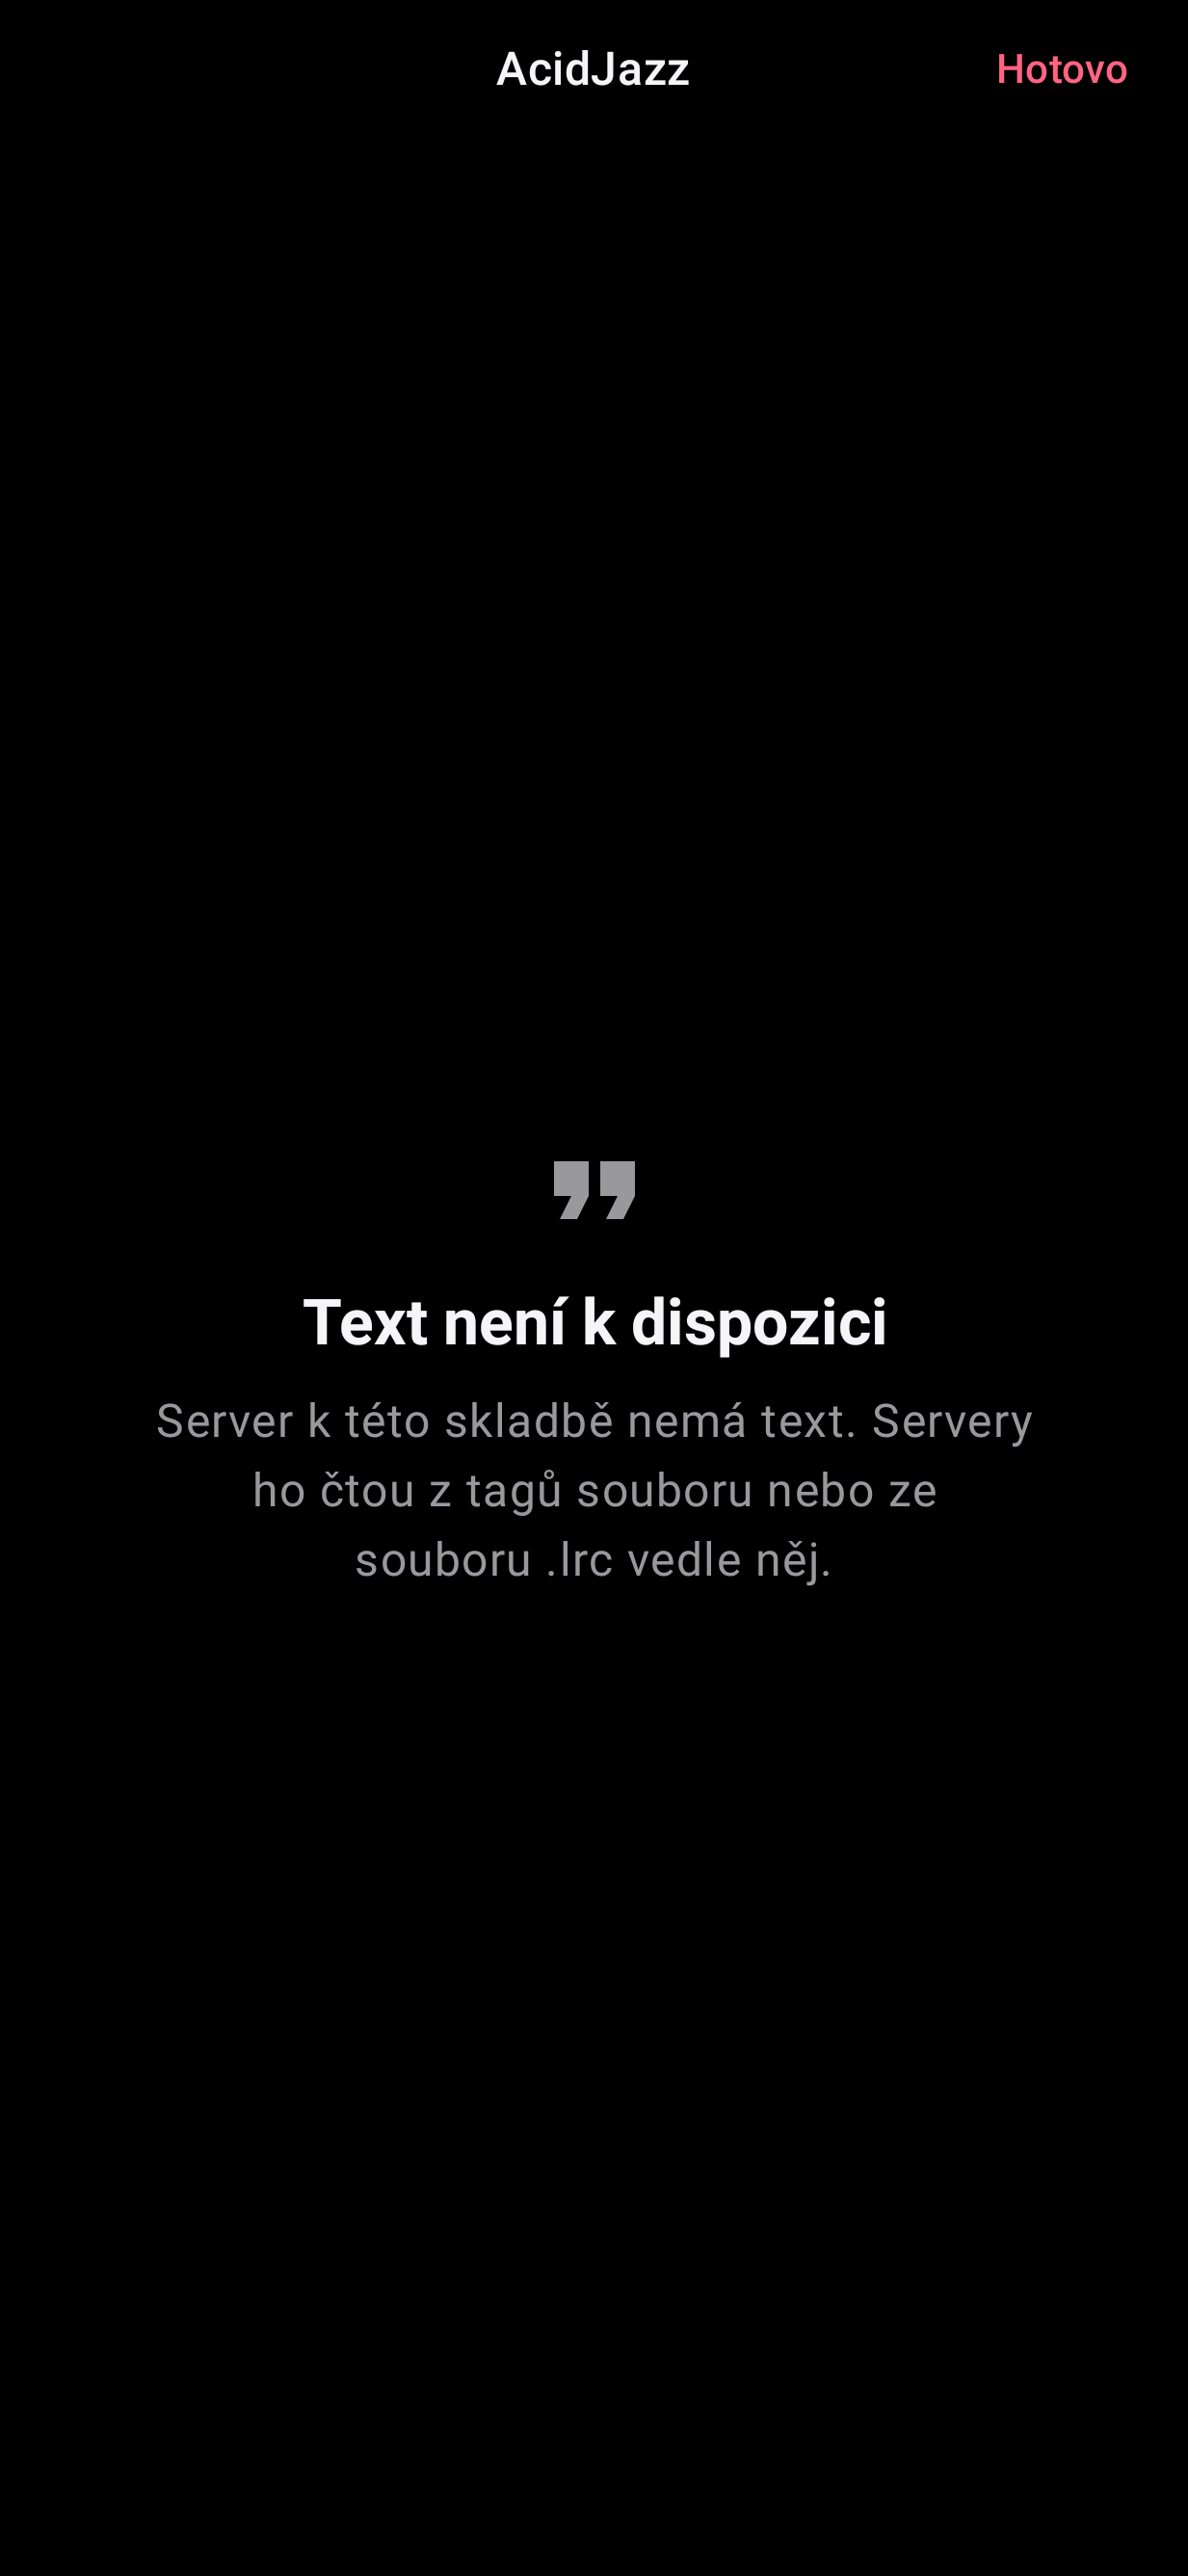 AcidJazz
Hotovo
Text není k dispozici
Server k této skladbě nemá text. Servery
ho čtou z tagů souboru nebo ze
souboru .lrc vedle něj.